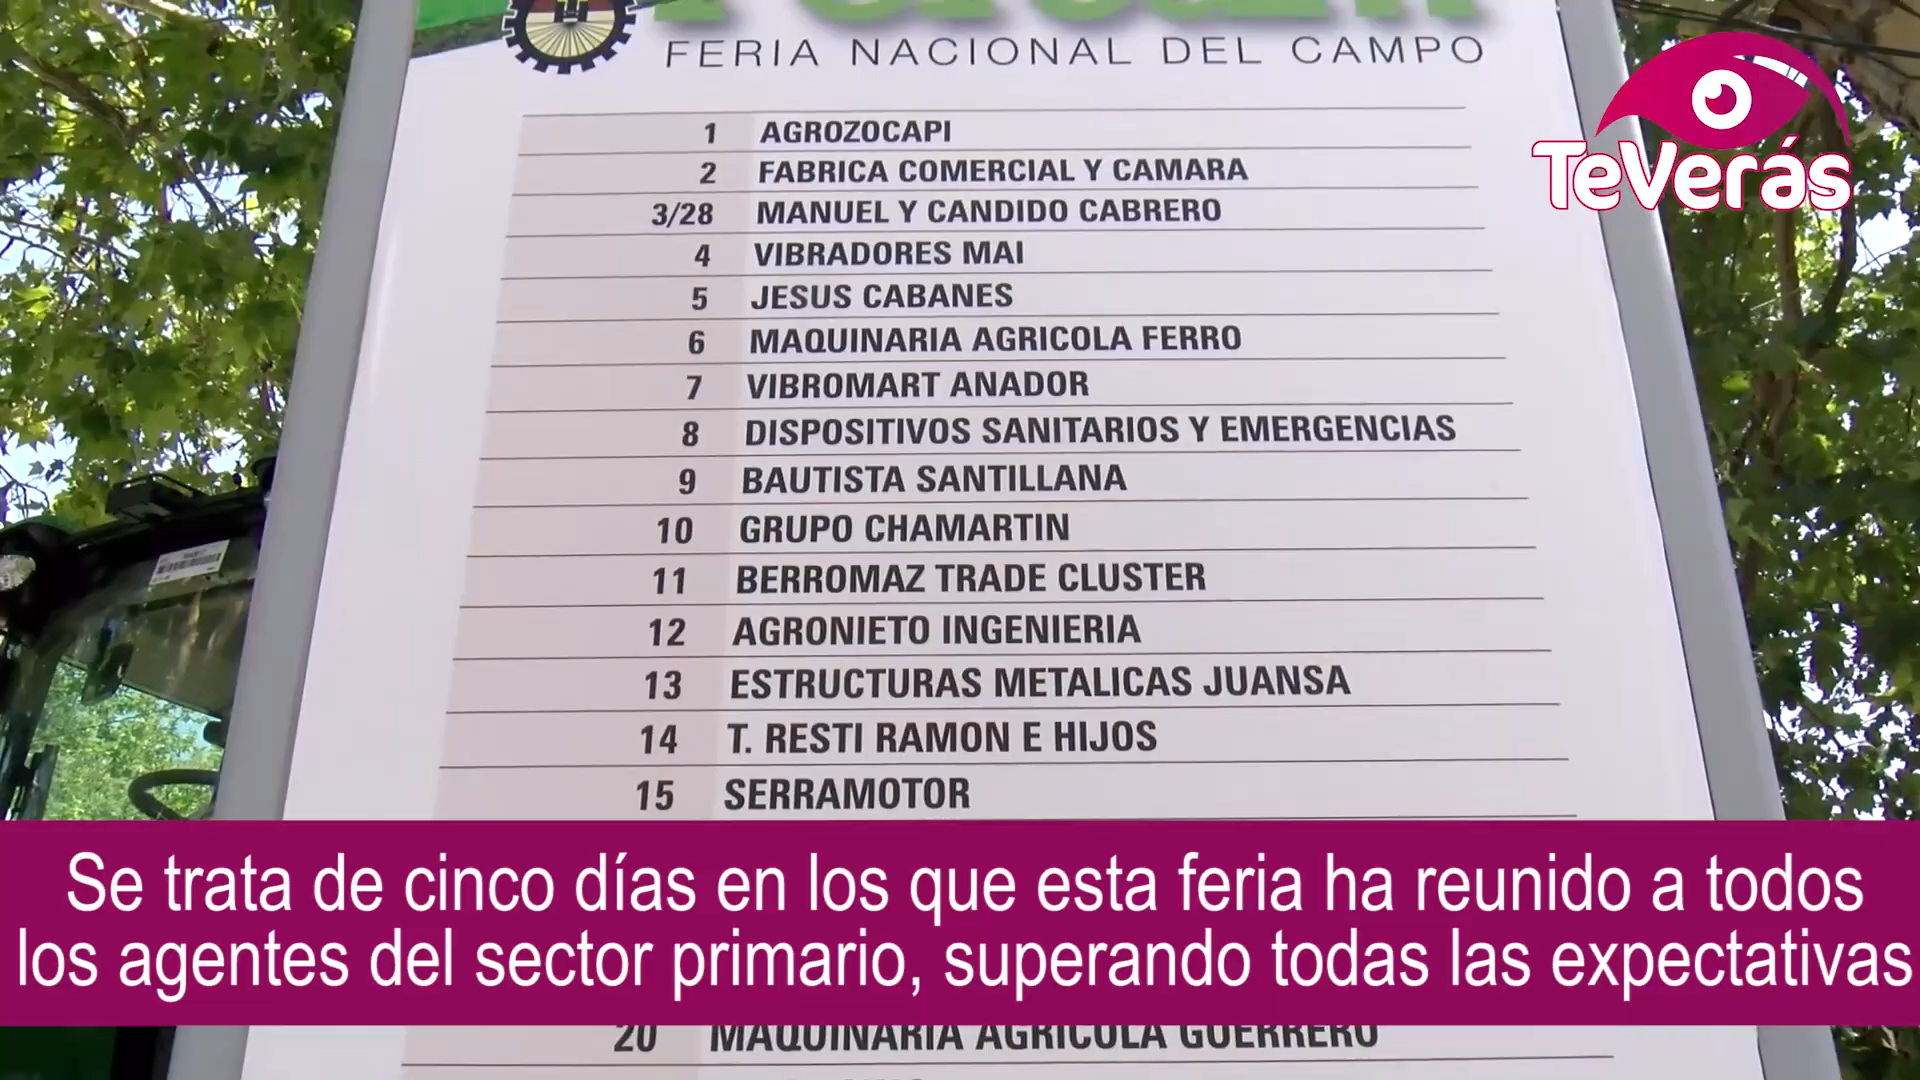 FERIA NACIONAL DEL CAMPO
TeVerás
1 AGROZOCAPI
2 FABRICA COMERCIAL Y CAMARA
3/28 MANUEL Y CANDIDO CABRERO
4 VIBRADORES MAI
5 JESUS CABANES
6 MAQUINARIA AGRICOLA FERRO
7 VIBROMART ANADOR
8 DISPOSITIVOS SANITARIOS Y EMERGENCIAS
9 BAUTISTA SANTILLANA
10 GRUPO CHAMARTIN
11 BERROMAZ TRADE CLUSTER
12 AGRONIETO INGENIERIA
13 ESTRUCTURAS METALICAS JUANSA
14 T. RESTI RAMON E HIJOS
15 SERRAMOTOR
Se trata de cinco días en los que esta feria ha reunido a todos
los agentes del sector primario, superando todas las expectativas
20 MAQUINARIA AGRICOLA GUERRERO